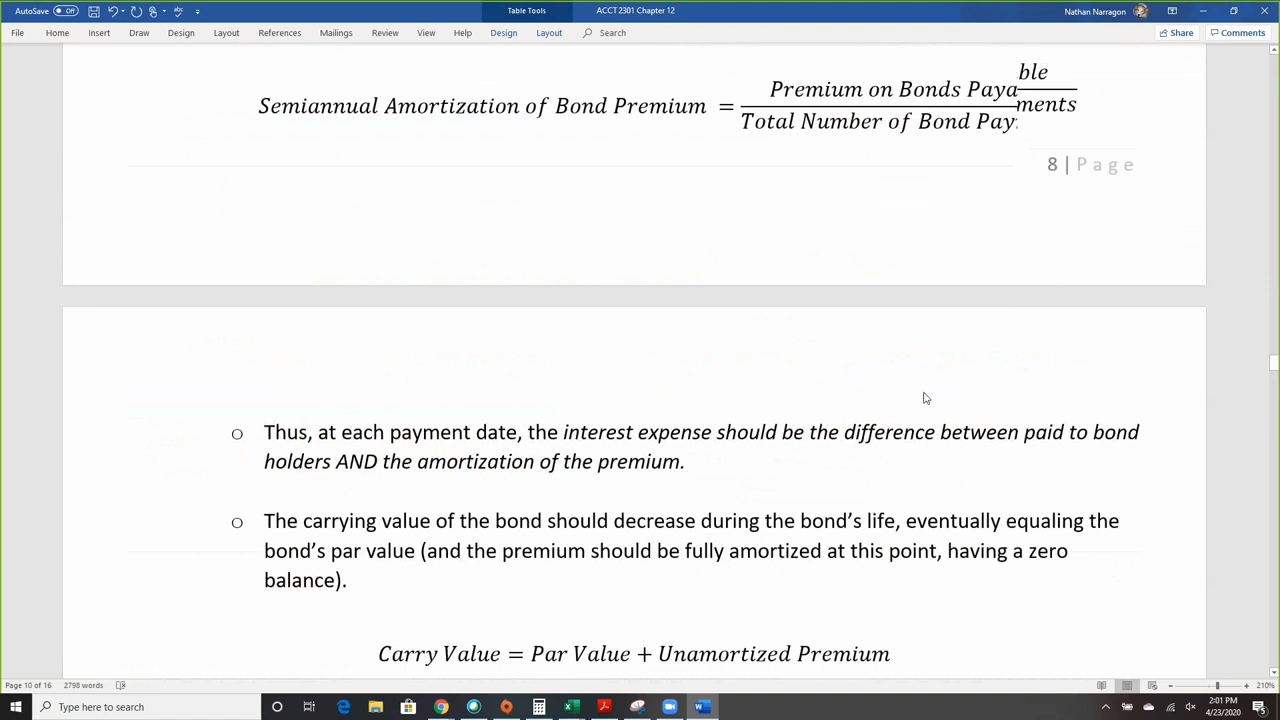 AutoSave Off ACCT 2301 Chapter 12 Table Tools Nathan Narragon
File Home Insert Draw Design Layout References Mailings Review View Help Design Layout Search Share Comments
Semiannual Amortization of Bond Premium = Premium on Bonds Paya ble
Total Number of Bond Pay ments
8 | Page
o Thus, at each payment date, the interest expense should be the difference between paid to bond
holders AND the amortization of the premium.
o The carrying value of the bond should decrease during the bond's life, eventually equaling the
bond's par value (and the premium should be fully amortized at this point, having a zero
balance).
Carry Value = Par Value + Unamortized Premium
Page 10 of 16 2798 words 210%
Type here to search 2:01 PM
4/23/2020